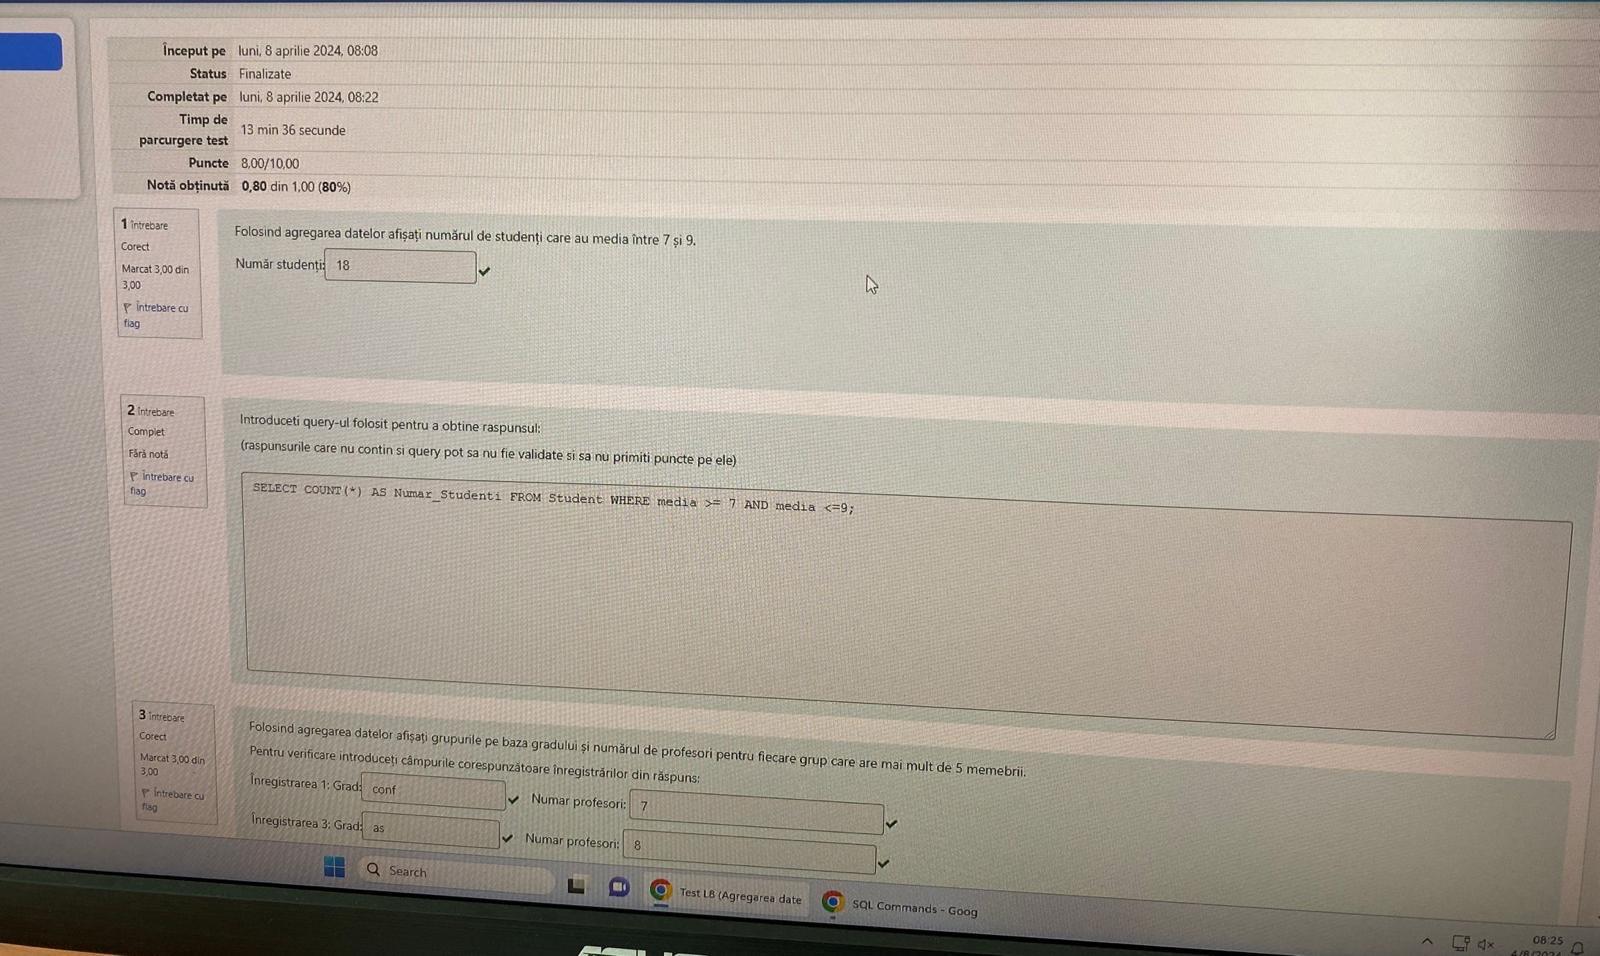 Început pe luni, 8 aprilie 2024, 08:08
Status Finalizate
Completat pe luni, 8 aprilie 2024, 08:22
Timp de
parcurgere test 13 min 36 secunde
Puncte 8,00/10,00
Notă obținută 0,80 din 1,00 (80%)
1 Întrebare
Corect
Marcat 3,00 din
3,00
Întrebare cu
flag
Folosind agregarea datelor afișați numărul de studenți care au media între 7 și 9.
Număr studenți: 18
2 Întrebare
Complet
Fără notă
Întrebare cu
flag
Introduceti query-ul folosit pentru a obtine raspunsul:
(raspunsurile care nu contin si query pot sa nu fie validate si sa nu primiti puncte pe ele)
SELECT COUNT(*) AS Numar_Studenti FROM Student WHERE media >= 7 AND media <=9;
3 Întrebare
Corect
Marcat 3,00 din
3,00
Întrebare cu
flag
Folosind agregarea datelor afișați grupurile pe baza gradului și numărul de profesori pentru fiecare grup care are mai mult de 5 memebrii.
Pentru verificare introduceți câmpurile corespunzătoare înregistrărilor din răspuns:
Înregistrarea 1: Grad: conf Numar profesori: 7
Înregistrarea 3: Grad: as Numar profesori: 8
Search
Test L8 (Agregarea date
SQL Commands - Goog
08:25